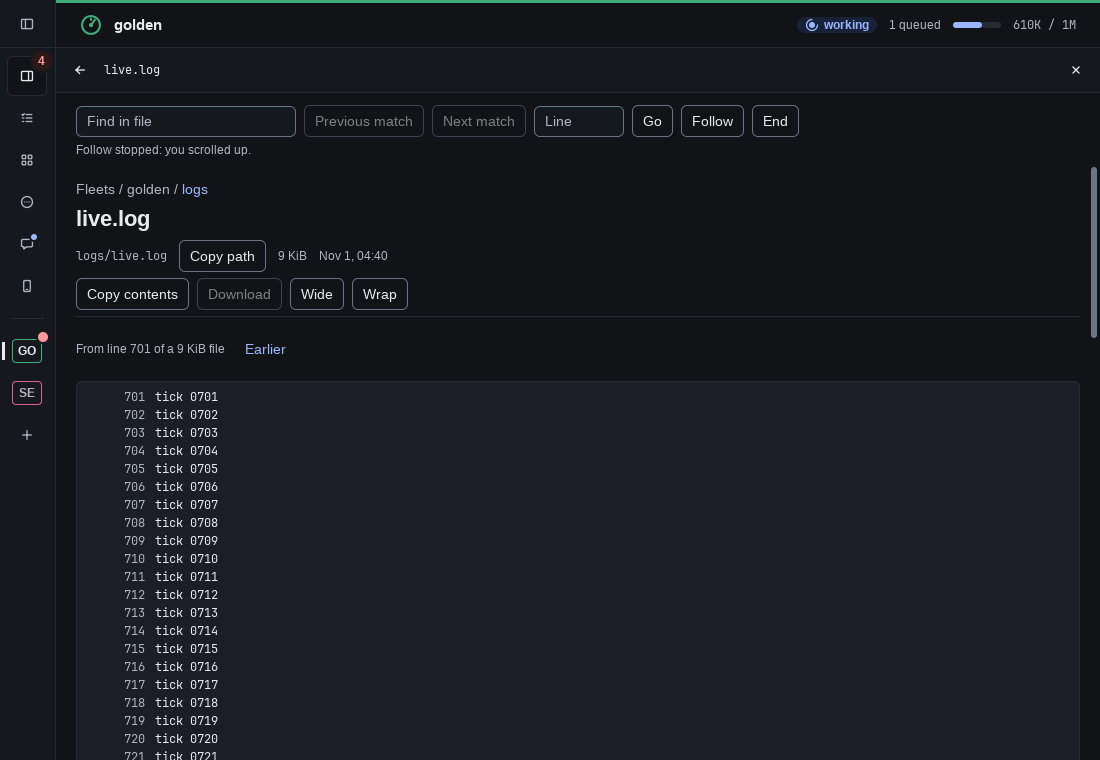 golden
working
1 queued
610K / 1M
4
live.log
Find in file
Previous match
Next match
Line
Go
Follow
End
Follow stopped: you scrolled up.
Fleets / golden / logs
live.log
logs/live.log
Copy path
9 KiB
Nov 1, 04:40
Copy contents
Download
Wide
Wrap
GO
SE
From line 701 of a 9 KiB file
Earlier
701 tick 0701
702 tick 0702
703 tick 0703
704 tick 0704
705 tick 0705
706 tick 0706
707 tick 0707
708 tick 0708
709 tick 0709
710 tick 0710
711 tick 0711
712 tick 0712
713 tick 0713
714 tick 0714
715 tick 0715
716 tick 0716
717 tick 0717
718 tick 0718
719 tick 0719
720 tick 0720
721 tick 0721